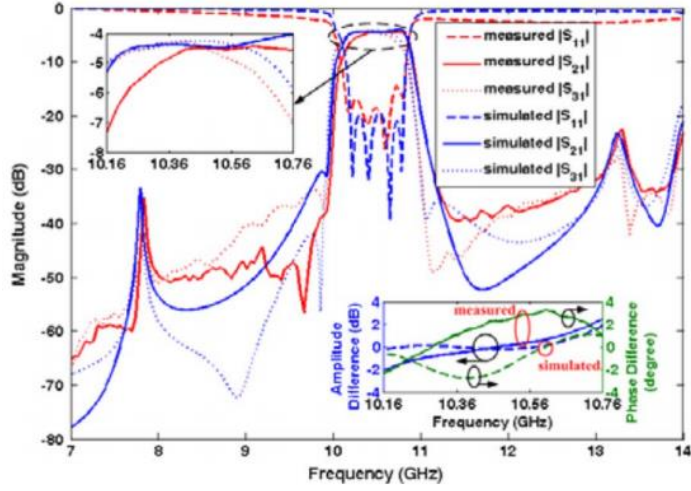 -4
-5
-6
-7
-8
10.16 10.36 10.56 10.76
measured |S11|
measured |S21|
measured |S31|
simulated |S11|
simulated |S21|
simulated |S31|
0
-10
-20
-30
-40
-50
-60
-70
-80
Magnitude (dB)
7 8 9 10 11 12 13 14
Frequency (GHz)
Amplitude
Difference (dB)
4
2
0
-2
-4
measured
simulated
4
2
0
-2
-4
Phase Difference
(degree)
10.16 10.36 10.56 10.76
Frequency (GHz)